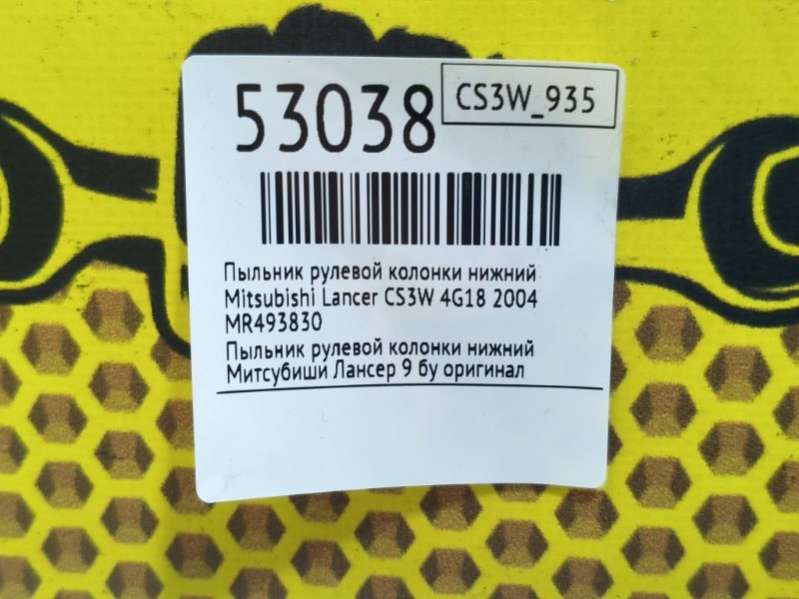 53038
CS3W_935
Пыльник рулевой колонки нижний
Mitsubishi Lancer CS3W 4G18 2004
MR493830
Пыльник рулевой колонки нижний
Митсубиши Лансер 9 бу оригинал